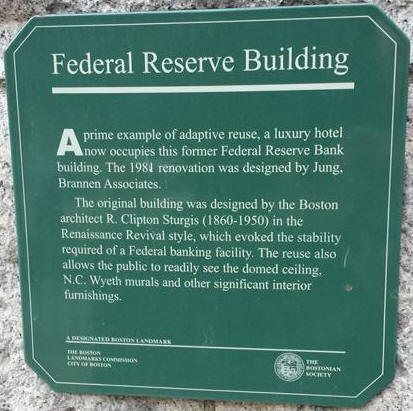 Federal Reserve Building
A prime example of adaptive reuse, a luxury hotel
now occupies this former Federal Reserve Bank
building. The 1981 renovation was designed by Jung,
Brannen Associates.
The original building was designed by the Boston
architect R. Clipton Sturgis (1860-1950) in the
Renaissance Revival style, which evoked the stability
required of a Federal banking facility. The reuse also
allows the public to readily see the domed ceiling,
N.C. Wyeth murals and other significant interior
furnishings.
A DESIGNATED BOSTON LANDMARK
THE BOSTON
LANDMARKS COMMISSION
CITY OF BOSTON
THE
BOSTONIAN
SOCIETY